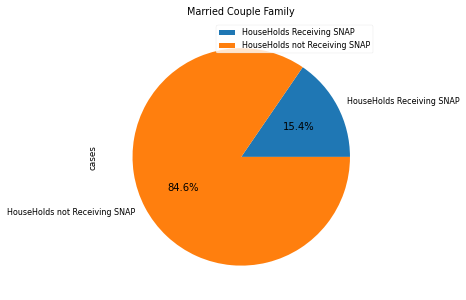 Married Couple Family
HouseHolds Receiving SNAP
HouseHolds not Receiving SNAP
HouseHolds Receiving SNAP
15.4%
cases
84.6%
HouseHolds not Receiving SNAP